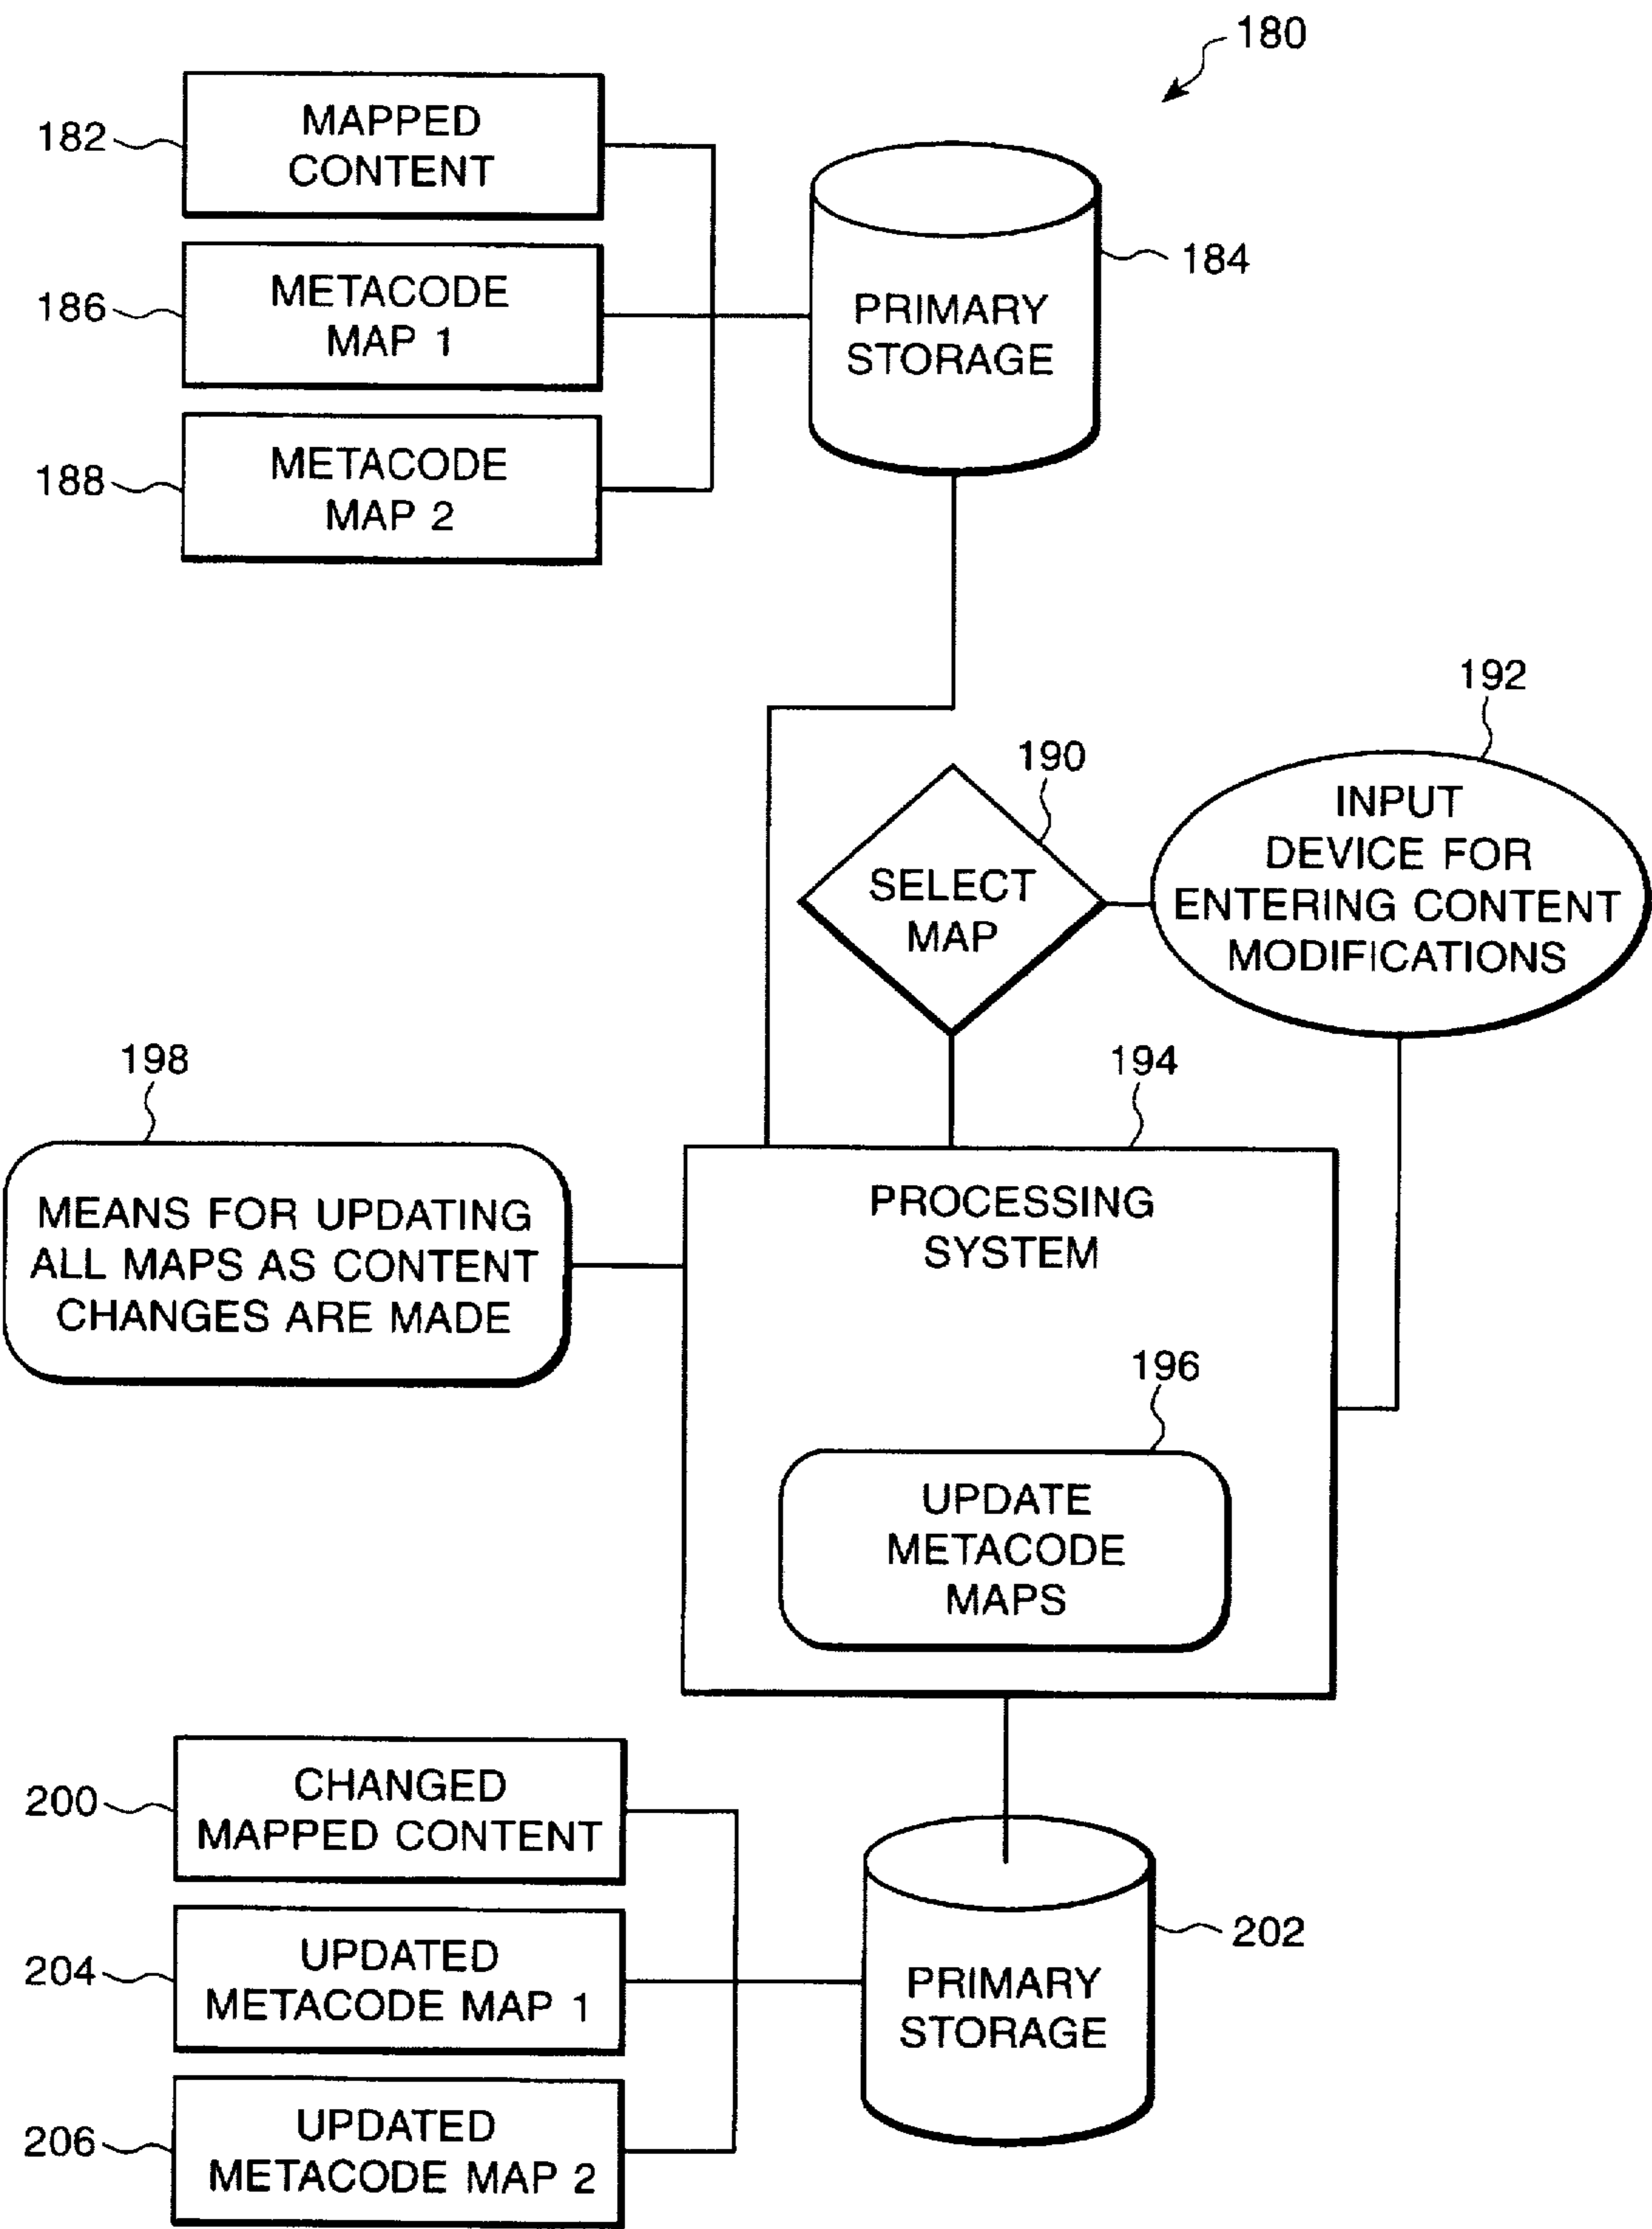 180
182
MAPPED
CONTENT
186
METACODE
MAP 1
188
METACODE
MAP 2
184
PRIMARY
STORAGE
190
SELECT
MAP
192
INPUT
DEVICE FOR
ENTERING CONTENT
MODIFICATIONS
198
MEANS FOR UPDATING
ALL MAPS AS CONTENT
CHANGES ARE MADE
194
PROCESSING
SYSTEM
196
UPDATE
METACODE
MAPS
200
CHANGED
MAPPED CONTENT
204
UPDATED
METACODE MAP 1
206
UPDATED
METACODE MAP 2
202
PRIMARY
STORAGE